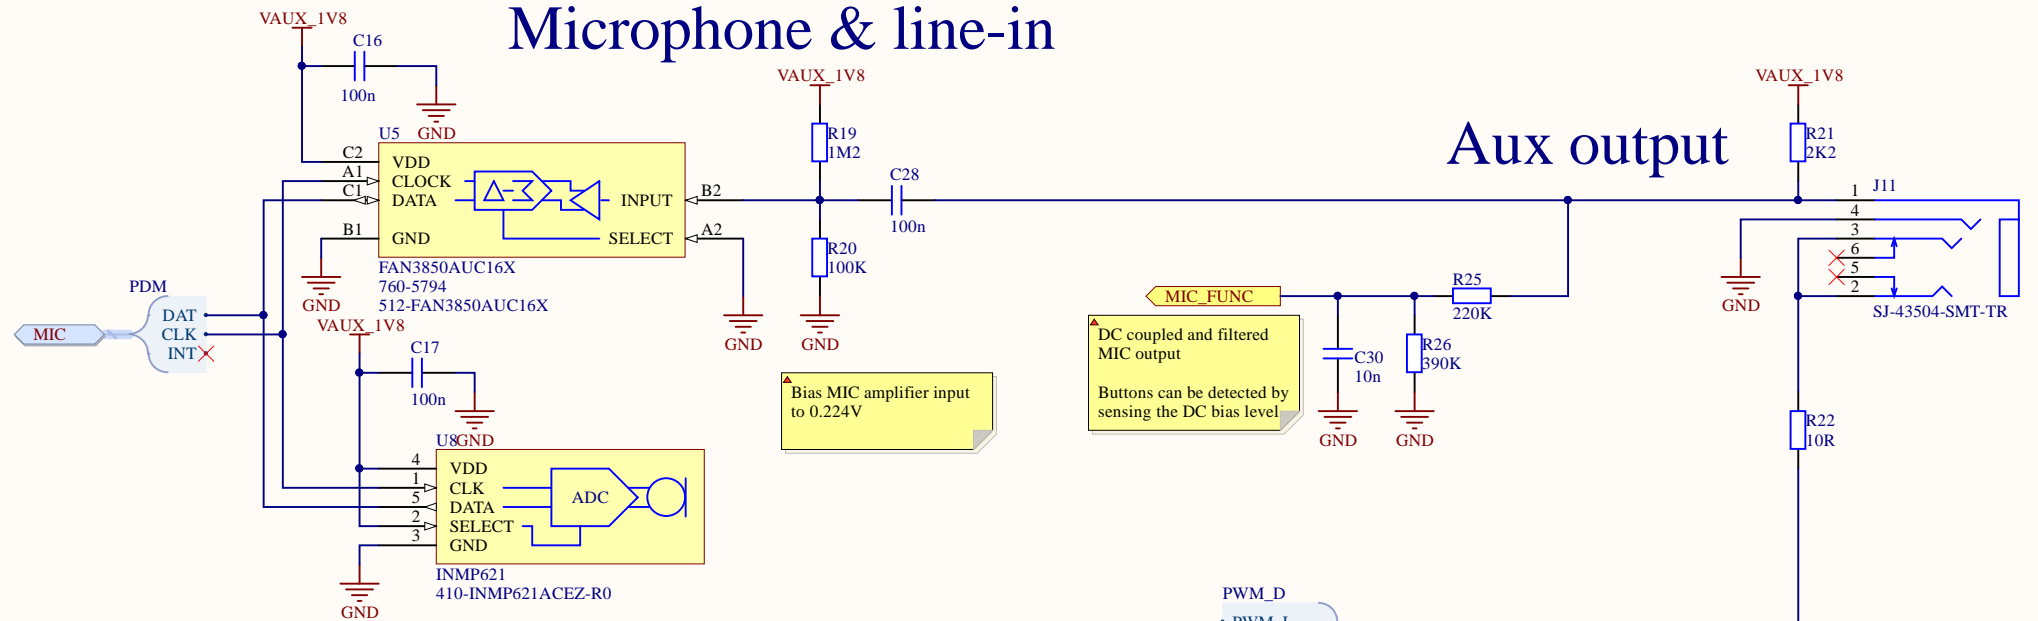 Microphone & line-in
VAUX_1V8
C16
100n
GND
U5
C2
A1
C1
B1
VDD
CLOCK
DATA
GND
INPUT
SELECT
B2
A2
FAN3850AUC16X
760-5794
512-FAN3850AUC16X
GND
VAUX_1V8
R19
1M2
C28
100n
R20
100K
GND
GND
Bias MIC amplifier input
to 0.224V
PDM
MIC
DAT
CLK
INT
VAUX_1V8
C17
100n
GND
U8
4
1
5
2
3
VDD
CLK
DATA
SELECT
GND
ADC
INMP621
410-INMP621ACEZ-R0
GND
Aux output
MIC_FUNC
DC coupled and filtered
MIC output
Buttons can be detected by
sensing the DC bias level
C30
10n
GND
R26
390K
GND
R25
220K
VAUX_1V8
R21
2K2
J11
1
4
3
6
5
2
SJ-43504-SMT-TR
GND
R22
10R
PWM_D